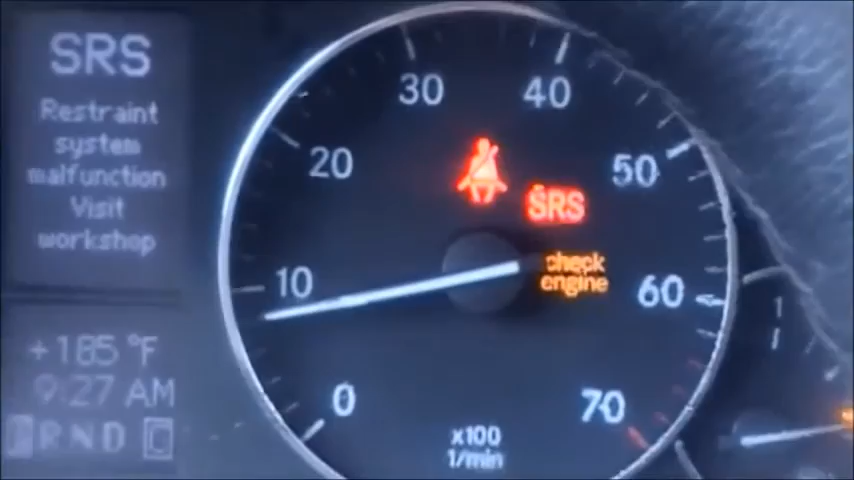 SRS
Restraint
system
malfunction
Visit
workshop
+185 °F
9:27 AM
P R N D C
0
10
20
30
40
50
60
70
SRS
check
engine
x100
1/min
1